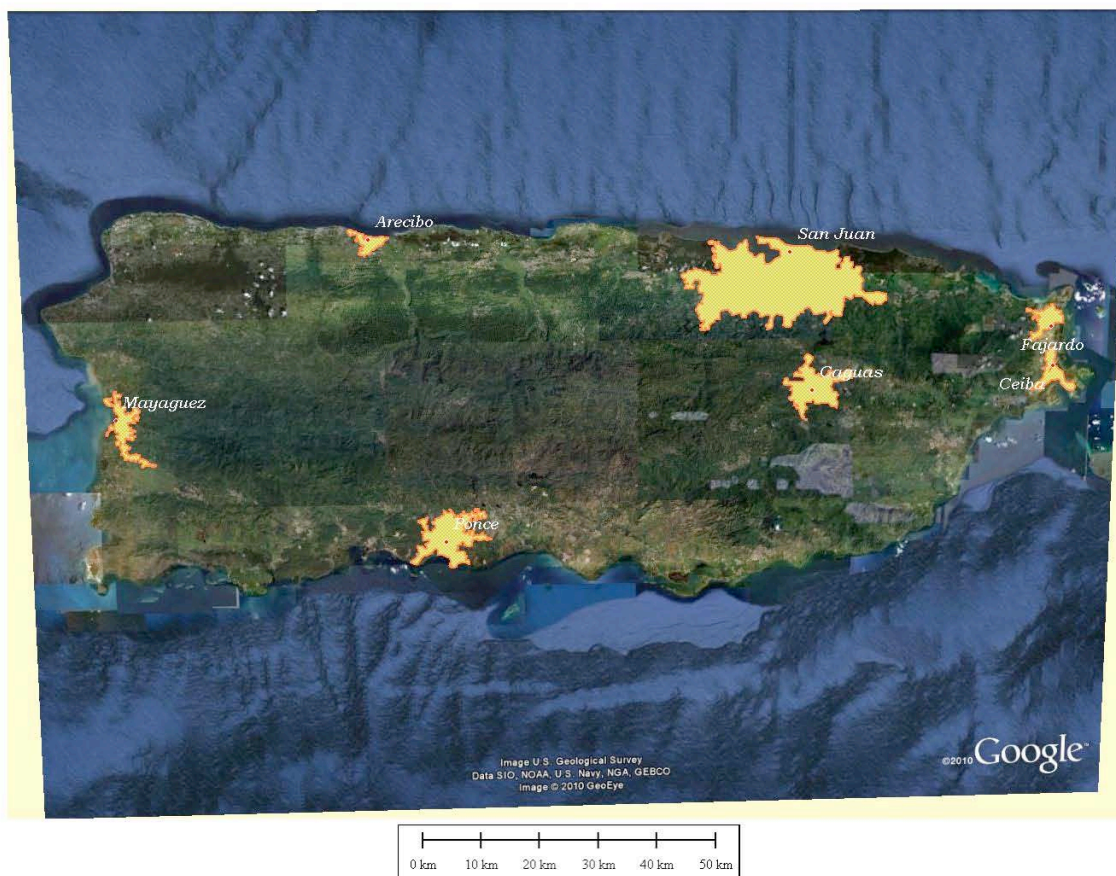 Arecibo
San Juan
Fajardo
Caguas
Ceiba
Mayaguez
Ponce
Image U.S. Geological Survey
Data SIO, NOAA, U.S. Navy, NGA, GEBCO
Image © 2010 GeoEye
©2010 Google™
0 km 10 km 20 km 30 km 40 km 50 km